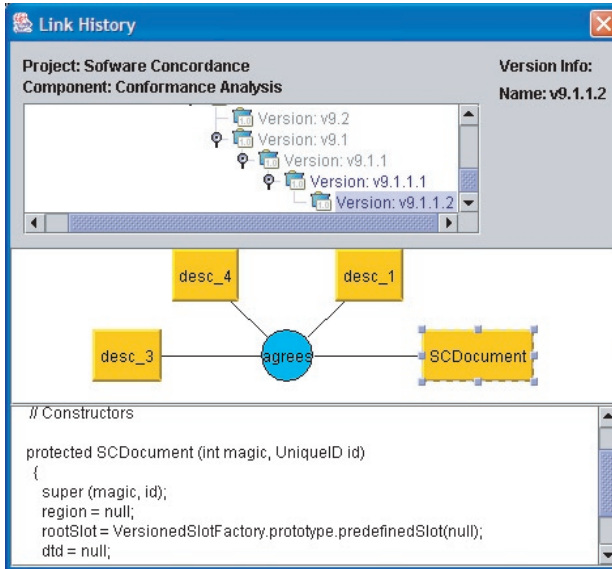 Link History
Project: Sofware Concordance
Component: Conformance Analysis
Version Info:
Name: v9.1.1.2
Version: v9.2
Version: v9.1
Version: v9.1.1
Version: v9.1.1.1
Version: v9.1.1.2
desc_4
desc_1
desc_3
agrees
SCDocument
// Constructors
protected SCDocument (int magic, UniqueID id)
{
super (magic, id);
region = null;
rootSlot = VersionedSlotFactory.prototype.predefinedSlot(null);
dtd = null;